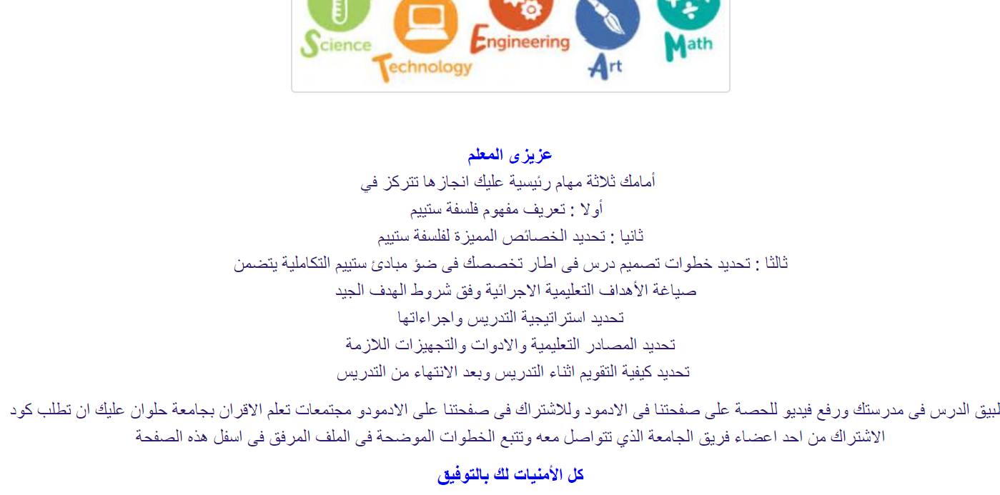 Science
Technology
Engineering
Art
Math
عزيزى المعلم
أمامك ثلاثة مهام رئيسية عليك انجازها تتركز في
أولا : تعريف مفهوم فلسفة ستييم
ثانيا : تحديد الخصائص المميزة لفلسفة ستييم
ثالثا : تحديد خطوات تصميم درس فى اطار تخصصك فى ضؤ مبادئ ستييم التكاملية يتضمن
صياغة الأهداف التعليمية الاجرائية وفق شروط الهدف الجيد
تحديد استراتيجية التدريس واجراءاتها
تحديد المصادر التعليمية والادوات والتجهيزات اللازمة
تحديد كيفية التقويم اثناء التدريس وبعد الانتهاء من التدريس
لبيق الدرس فى مدرستك ورفع فيديو للحصة على صفحتنا فى الادمود وللاشتراك فى صفحتنا على الادمودو مجتمعات تعلم الاقران بجامعة حلوان عليك ان تطلب كود
الاشتراك من احد اعضاء فريق الجامعة الذي تتواصل معه وتتبع الخطوات الموضحة فى الملف المرفق فى اسفل هذه الصفحة
كل الأمنيات لك بالتوفيق